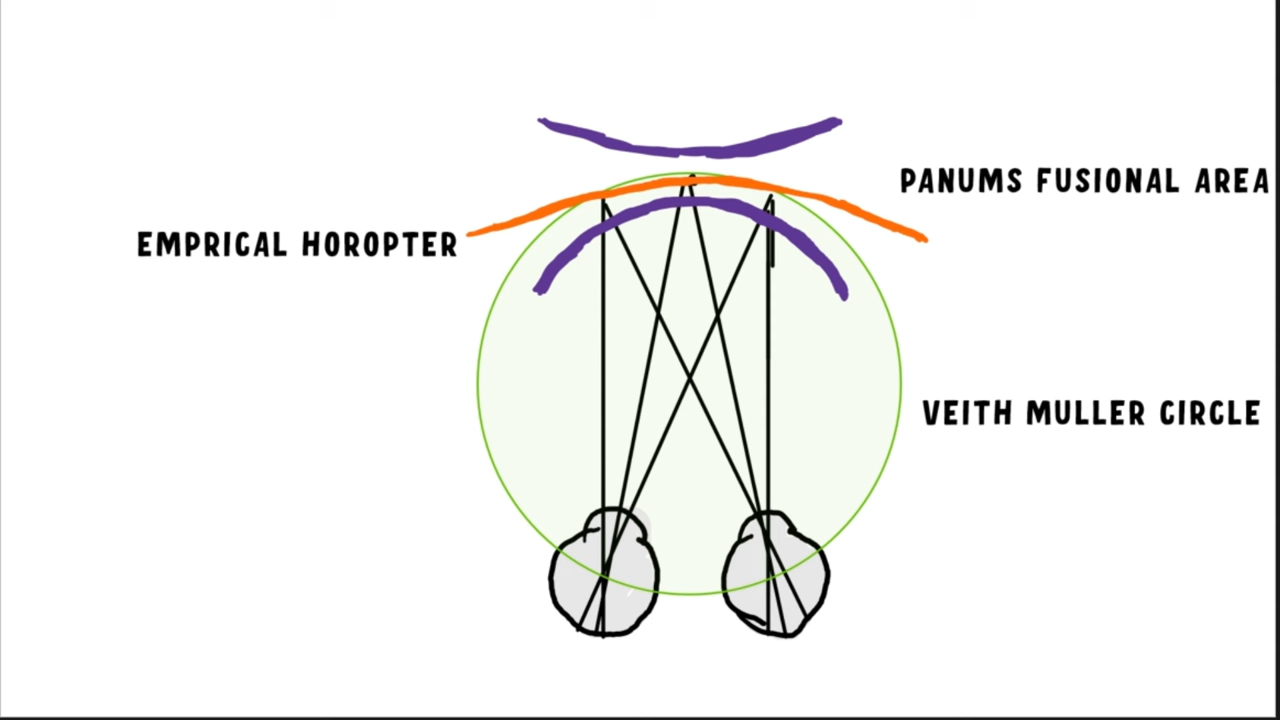 PANUMS FUSIONAL AREA
EMPRICAL HOROPTER
VEITH MULLER CIRCLE